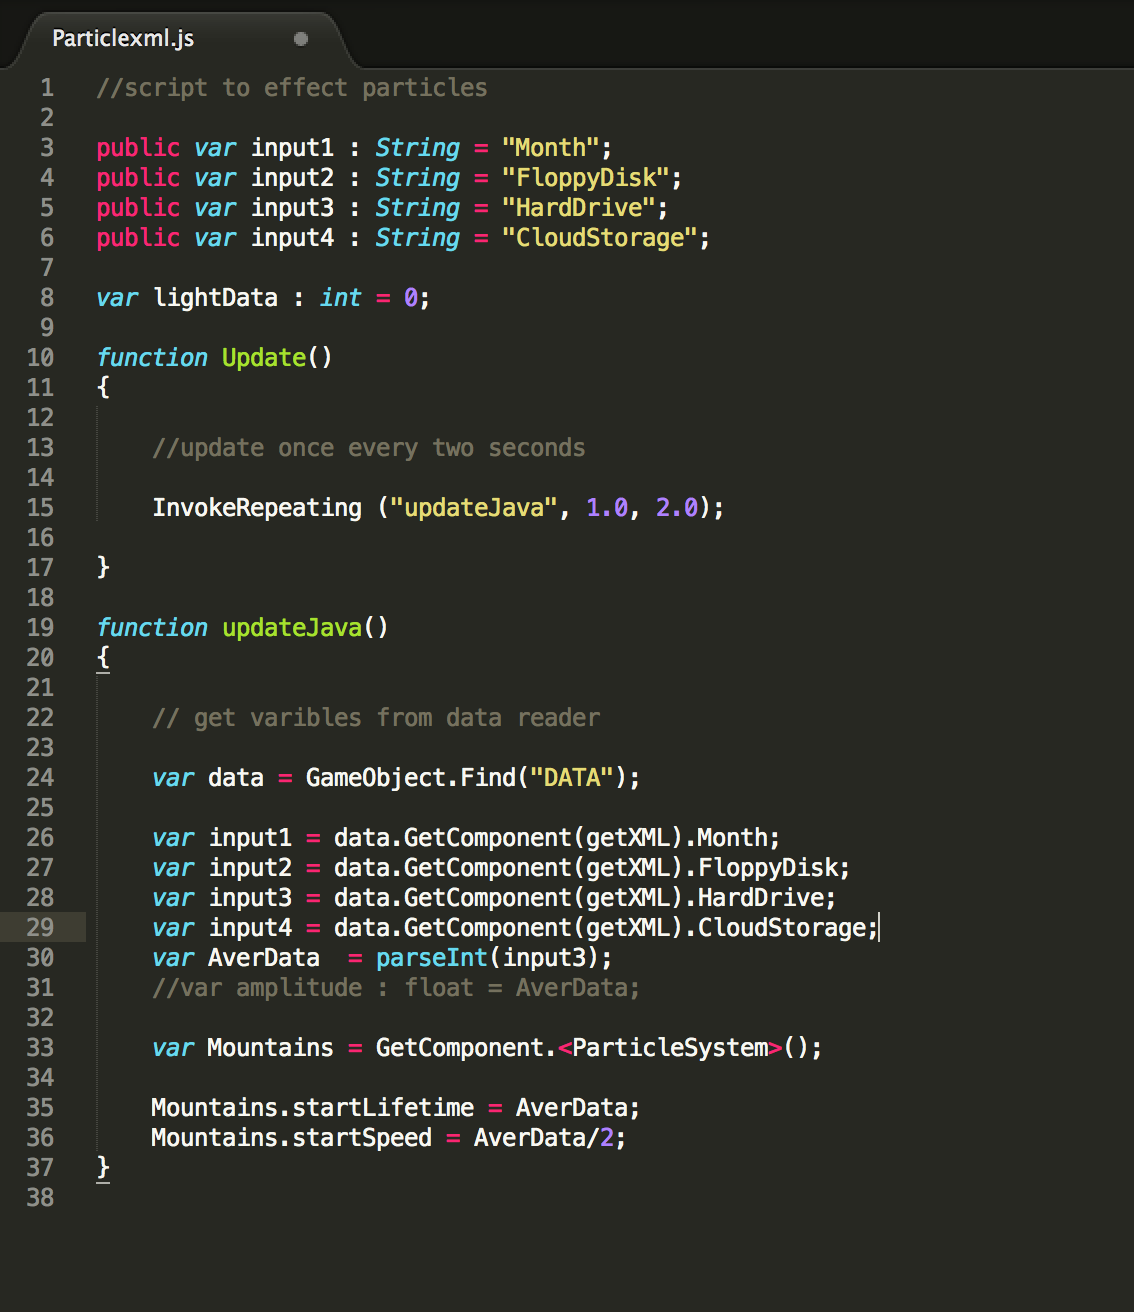 Particlexml.js
1 //script to effect particles
2
3 public var input1 : String = "Month";
4 public var input2 : String = "FloppyDisk";
5 public var input3 : String = "HardDrive";
6 public var input4 : String = "CloudStorage";
7
8 var lightData : int = 0;
9
10 function Update()
11 {
12
13 //update once every two seconds
14
15 InvokeRepeating ("updateJava", 1.0, 2.0);
16
17 }
18
19 function updateJava()
20 {
21
22 // get varibles from data reader
23
24 var data = GameObject.Find("DATA");
25
26 var input1 = data.GetComponent(getXML).Month;
27 var input2 = data.GetComponent(getXML).FloppyDisk;
28 var input3 = data.GetComponent(getXML).HardDrive;
29 var input4 = data.GetComponent(getXML).CloudStorage;
30 var AverData  = parseInt(input3);
31 //var amplitude : float = AverData;
32
33 var Mountains = GetComponent.<ParticleSystem>();
34
35 Mountains.startLifetime = AverData;
36 Mountains.startSpeed = AverData/2;
37 }
38